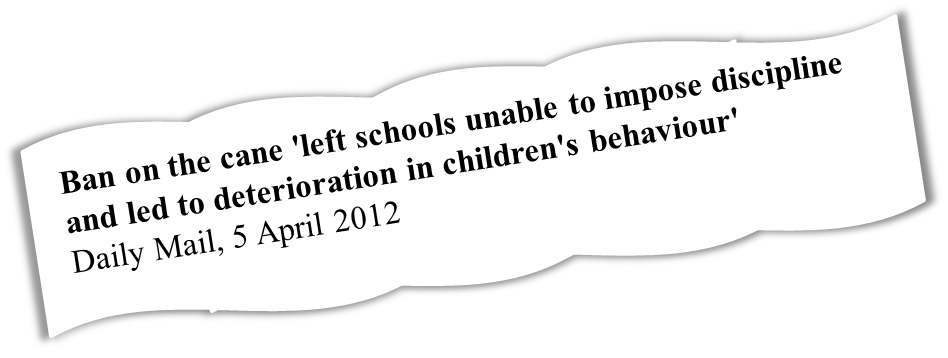 Ban on the cane 'left schools unable to impose discipline
and led to deterioration in children's behaviour'
Daily Mail, 5 April 2012